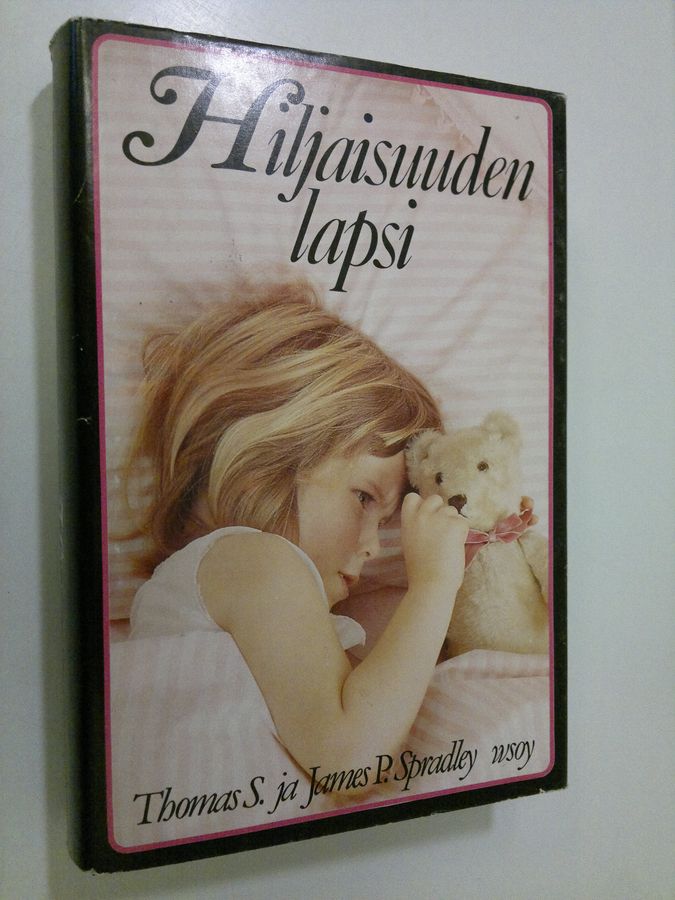 Hiljaisuuden
lapsi
Thomas S. ja James P. Spradley wsoy